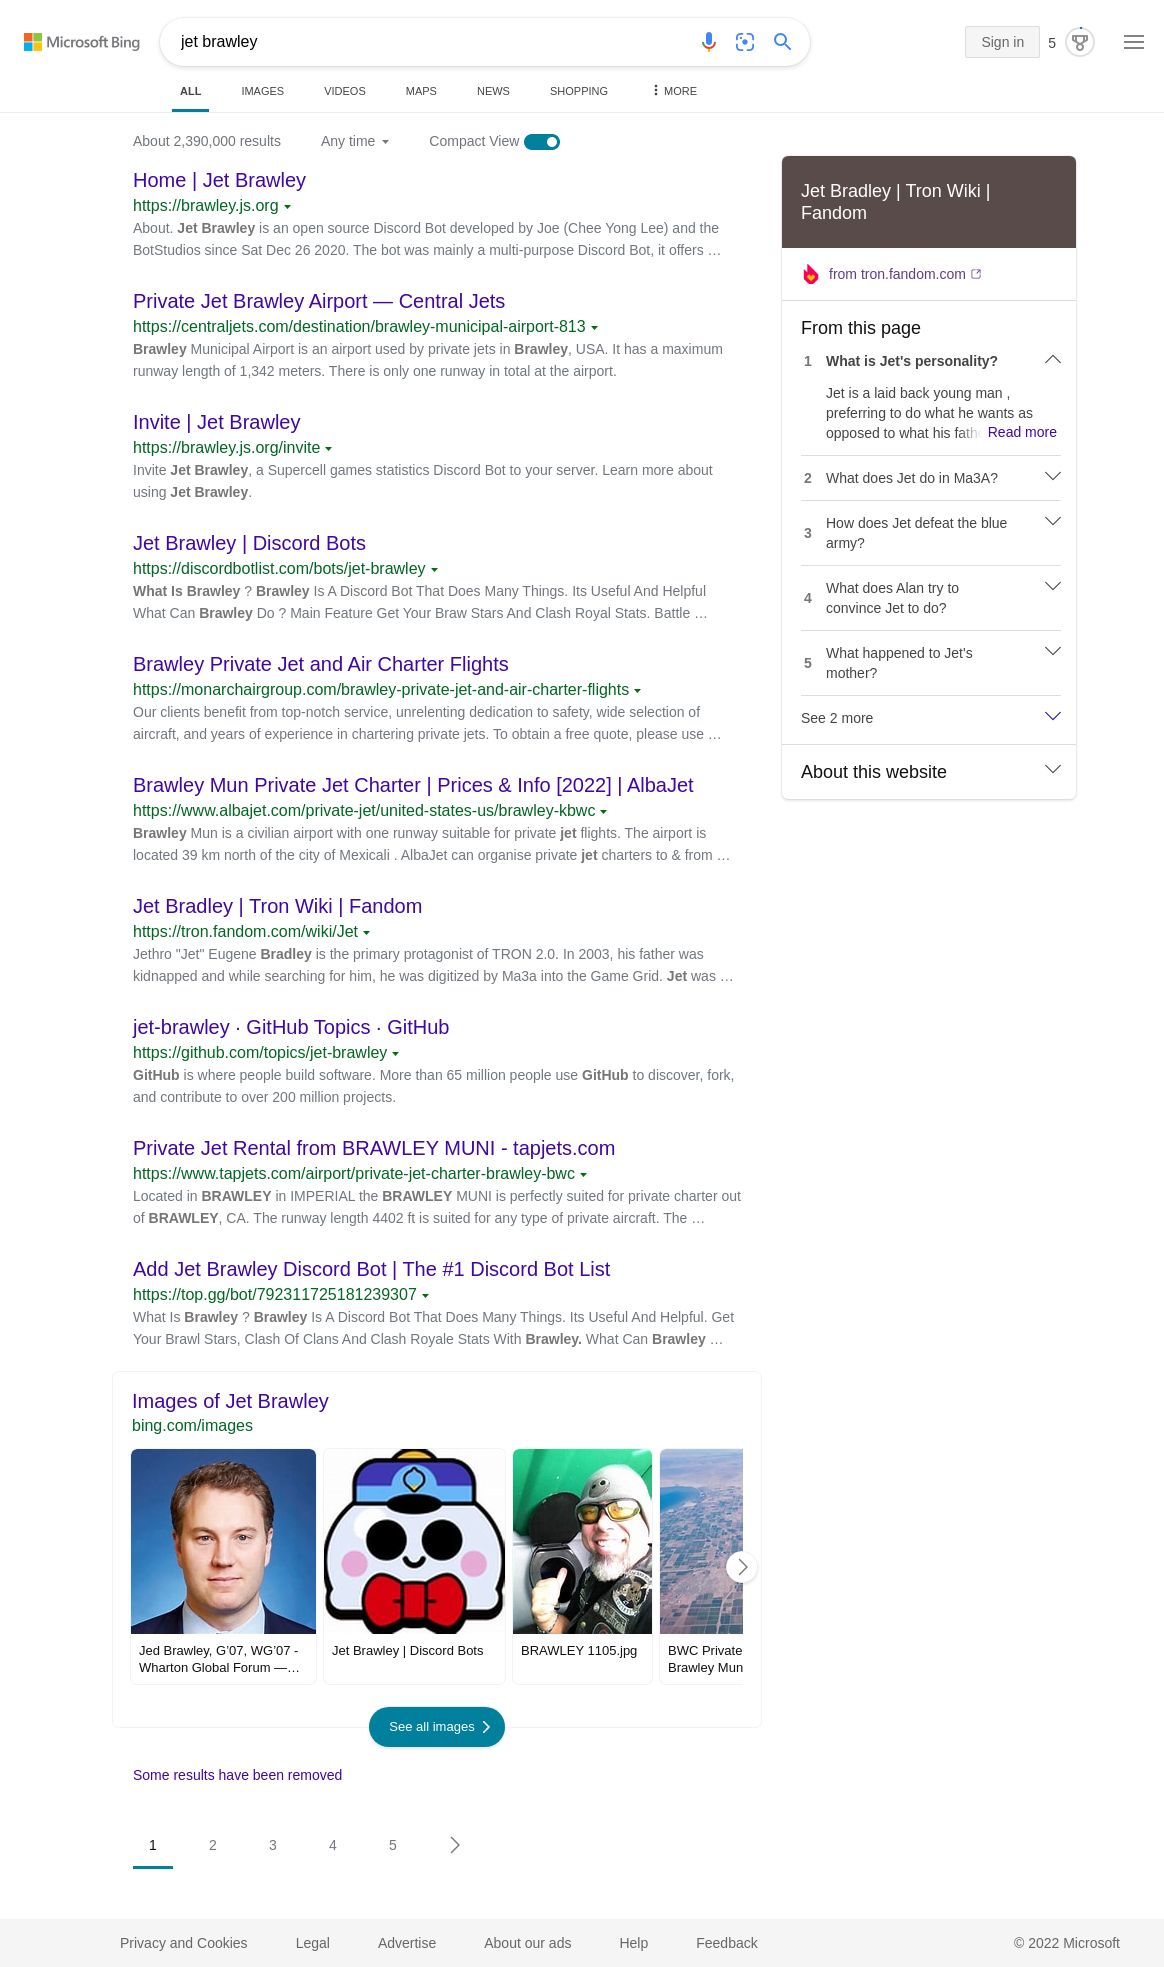 Microsoft Bing
jet brawley
Sign in
5
ALL
IMAGES
VIDEOS
MAPS
NEWS
SHOPPING
MORE
About 2,390,000 results
Any time
Compact View
Home | Jet Brawley
https://brawley.js.org
About. Jet Brawley is an open source Discord Bot developed by Joe (Chee Yong Lee) and the
BotStudios since Sat Dec 26 2020. The bot was mainly a multi-purpose Discord Bot, it offers …
Private Jet Brawley Airport — Central Jets
https://centraljets.com/destination/brawley-municipal-airport-813
Brawley Municipal Airport is an airport used by private jets in Brawley, USA. It has a maximum
runway length of 1,342 meters. There is only one runway in total at the airport.
Invite | Jet Brawley
https://brawley.js.org/invite
Invite Jet Brawley, a Supercell games statistics Discord Bot to your server. Learn more about
using Jet Brawley.
Jet Brawley | Discord Bots
https://discordbotlist.com/bots/jet-brawley
What Is Brawley ? Brawley Is A Discord Bot That Does Many Things. Its Useful And Helpful
What Can Brawley Do ? Main Feature Get Your Braw Stars And Clash Royal Stats. Battle …
Brawley Private Jet and Air Charter Flights
https://monarchairgroup.com/brawley-private-jet-and-air-charter-flights
Our clients benefit from top-notch service, unrelenting dedication to safety, wide selection of
aircraft, and years of experience in chartering private jets. To obtain a free quote, please use …
Brawley Mun Private Jet Charter | Prices & Info [2022] | AlbaJet
https://www.albajet.com/private-jet/united-states-us/brawley-kbwc
Brawley Mun is a civilian airport with one runway suitable for private jet flights. The airport is
located 39 km north of the city of Mexicali . AlbaJet can organise private jet charters to & from …
Jet Bradley | Tron Wiki | Fandom
https://tron.fandom.com/wiki/Jet
Jethro "Jet" Eugene Bradley is the primary protagonist of TRON 2.0. In 2003, his father was
kidnapped and while searching for him, he was digitized by Ma3a into the Game Grid. Jet was …
jet-brawley · GitHub Topics · GitHub
https://github.com/topics/jet-brawley
GitHub is where people build software. More than 65 million people use GitHub to discover, fork,
and contribute to over 200 million projects.
Private Jet Rental from BRAWLEY MUNI - tapjets.com
https://www.tapjets.com/airport/private-jet-charter-brawley-bwc
Located in BRAWLEY in IMPERIAL the BRAWLEY MUNI is perfectly suited for private charter out
of BRAWLEY, CA. The runway length 4402 ft is suited for any type of private aircraft. The …
Add Jet Brawley Discord Bot | The #1 Discord Bot List
https://top.gg/bot/792311725181239307
What Is Brawley ? Brawley Is A Discord Bot That Does Many Things. Its Useful And Helpful. Get
Your Brawl Stars, Clash Of Clans And Clash Royale Stats With Brawley. What Can Brawley …
Images of Jet Brawley
bing.com/images
Jed Brawley, G'07, WG'07 -
Wharton Global Forum —…
Jet Brawley | Discord Bots
BRAWLEY 1105.jpg
BWC Private
Brawley Mun
See all images
Some results have been removed
1
2
3
4
5
Jet Bradley | Tron Wiki |
Fandom
from tron.fandom.com
From this page
1 What is Jet's personality?
Jet is a laid back young man ,
preferring to do what he wants as
opposed to what his fathe Read more
2 What does Jet do in Ma3A?
3 How does Jet defeat the blue
army?
4 What does Alan try to
convince Jet to do?
5 What happened to Jet's
mother?
See 2 more
About this website
Privacy and Cookies
Legal
Advertise
About our ads
Help
Feedback
© 2022 Microsoft